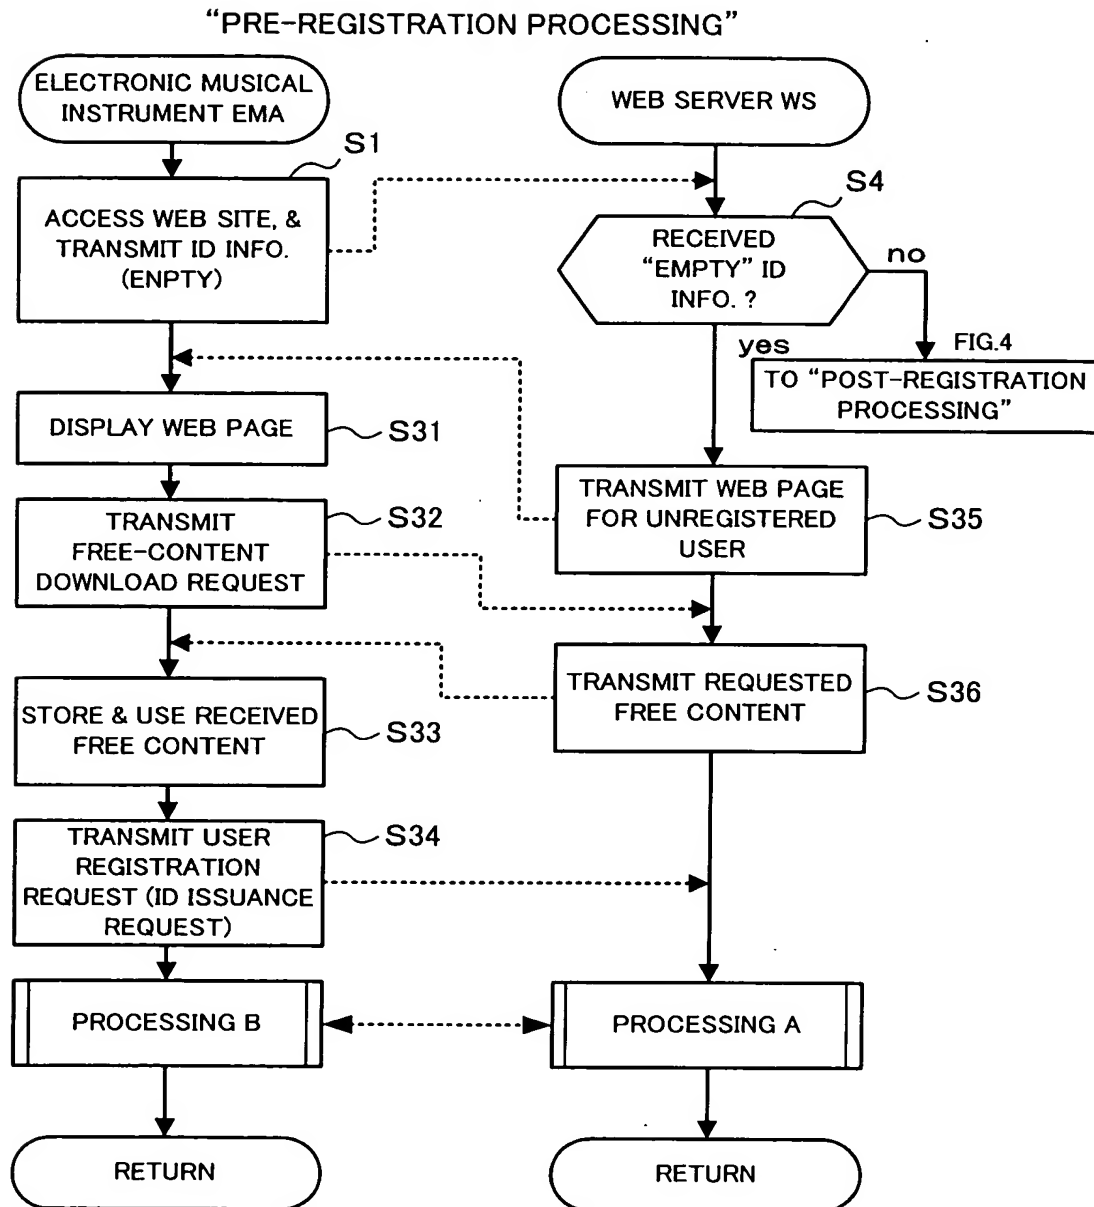 “PRE-REGISTRATION PROCESSING”
ELECTRONIC MUSICAL
INSTRUMENT EMA
WEB SERVER WS
S1
ACCESS WEB SITE, &
TRANSMIT ID INFO.
(ENPTY)
S4
RECEIVED
“EMPTY” ID
INFO. ?
no
yes
FIG.4
TO “POST-REGISTRATION
PROCESSING”
DISPLAY WEB PAGE
S31
TRANSMIT WEB PAGE
FOR UNREGISTERED
USER
S35
TRANSMIT
FREE-CONTENT
DOWNLOAD REQUEST
S32
TRANSMIT REQUESTED
FREE CONTENT
S36
STORE & USE RECEIVED
FREE CONTENT
S33
TRANSMIT USER
REGISTRATION
REQUEST (ID ISSUANCE
REQUEST)
S34
PROCESSING B
PROCESSING A
RETURN
RETURN